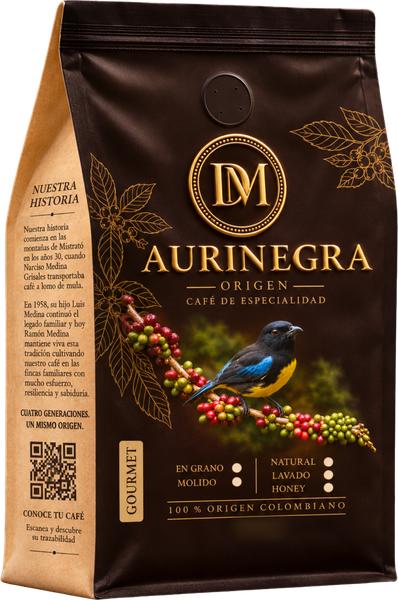 NUESTRA
HISTORIA
Nuestra historia
comienza en las
montañas de Mistrató
en los años 30, cuando
Narciso Medina
Grisales transportaba
café a lomo de mula.
En 1958, su hijo Luis
Medina continuó el
legado familiar y hoy
Ramón Medina
mantiene viva esta
tradición cultivando
nuestro café en las
fincas familiares con
mucho esfuerzo,
resiliencia y sabiduría.
CUATRO GENERACIONES.
UN MISMO ORIGEN.
CONOCE TU CAFÉ
Escanea y descubre
su trazabilidad
DM
AURINEGRA
ORIGEN
CAFÉ DE ESPECIALIDAD
GOURMET
EN GRANO
MOLIDO
NATURAL
LAVADO
HONEY
100% ORIGEN COLOMBIANO